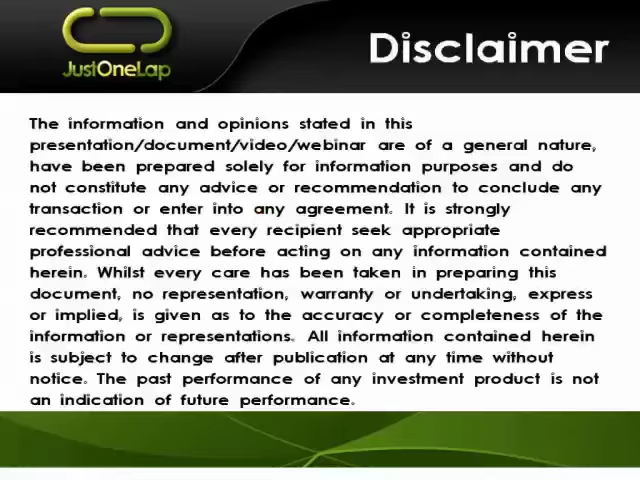 JustOneLap
Disclaimer
The information and opinions stated in this
presentation/document/video/webinar are of a general nature,
have been prepared solely for information purposes and do
not constitute any advice or recommendation to conclude any
transaction or enter into any agreement. It is strongly
recommended that every recipient seek appropriate
professional advice before acting on any information contained
herein. Whilst every care has been taken in preparing this
document, no representation, warranty or undertaking, express
or implied, is given as to the accuracy or completeness of the
information or representations. All information contained herein
is subject to change after publication at any time without
notice. The past performance of any investment product is not
an indication of future performance.